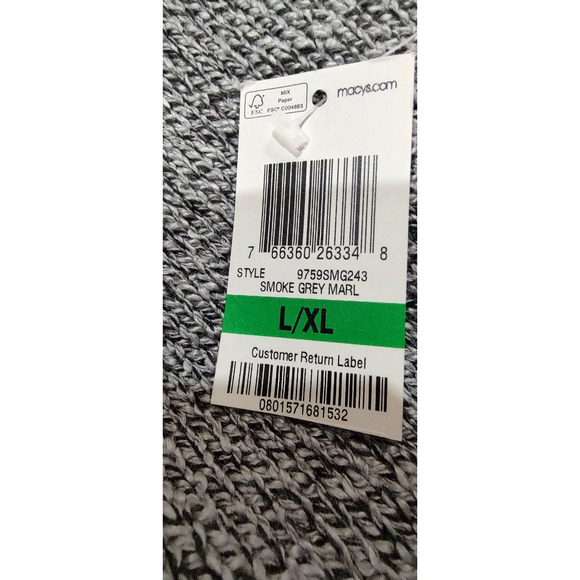 MIX
Paper
FSC
FSC® C004883
macys.com
7 66360 26334 8
STYLE 9759SMG243
SMOKE GREY MARL
L/XL
Customer Return Label
0801571681532